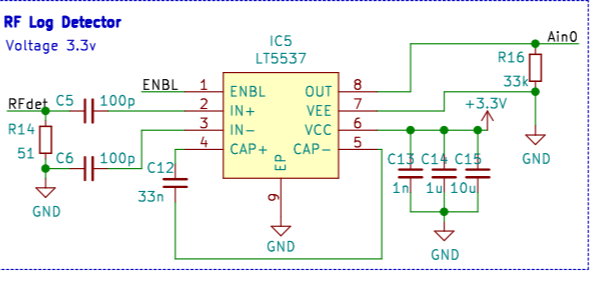 RF Log Detector
Voltage 3.3v
IC5
LT5537
Ain0
R16
33k
+3.3V
GND
ENBL
RFdet
C5 100p
R14
51
C6 100p
GND
C12
33n
1 ENBL
2 IN+
3 IN-
4 CAP+
OUT 8
VEE 7
VCC 6
CAP- 5
EP
9
GND
C13 C14 C15
1n 1u 10u
GND